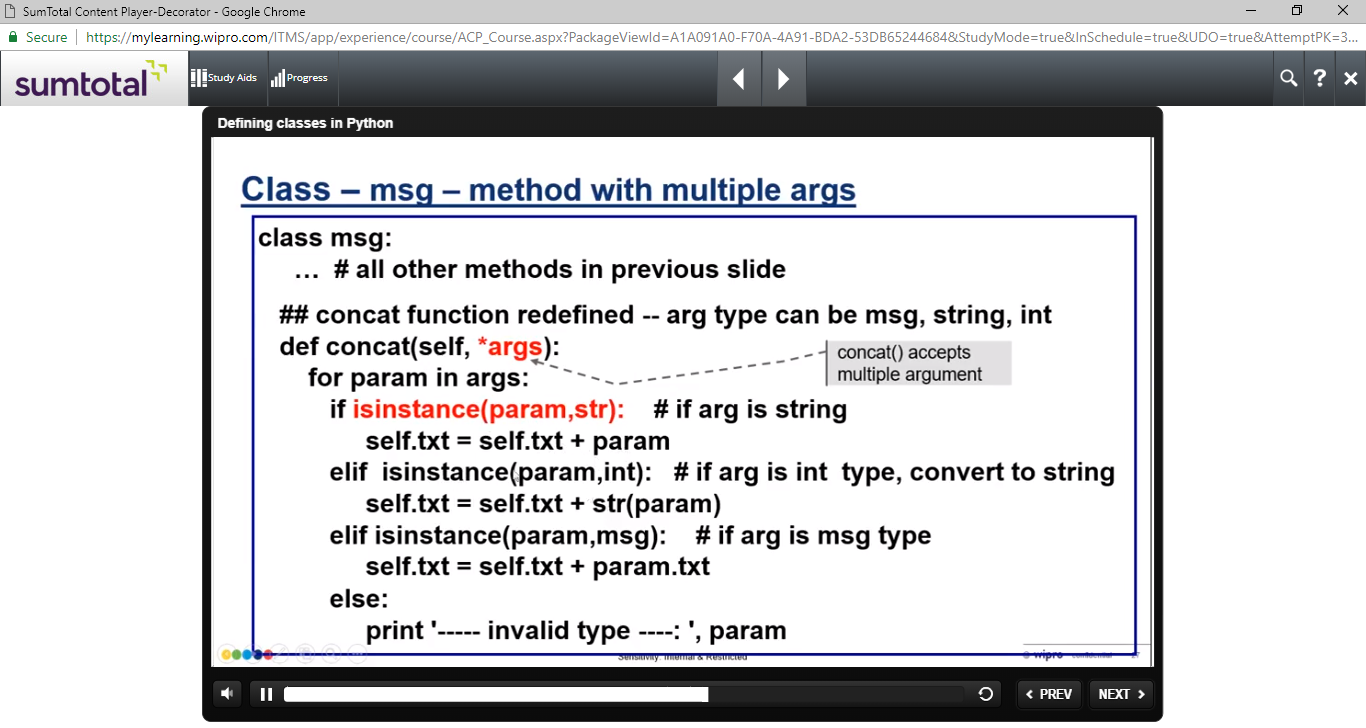 SumTotal Content Player-Decorator - Google Chrome
Secure https://mylearning.wipro.com/ITMS/app/experience/course/ACP_Course.aspx?PackageViewId=A1A091A0-F70A-4A91-BDA2-53DB65244684&StudyMode=true&InSchedule=true&UDO=true&AttemptPK=3...
sumtotal Study Aids Progress ?
Defining classes in Python
Class – msg – method with multiple args
class msg:
... # all other methods in previous slide
## concat function redefined -- arg type can be msg, string, int
def concat(self, *args):
concat() accepts
multiple argument
for param in args:
if isinstance(param,str): # if arg is string
self.txt = self.txt + param
elif isinstance(param,int): # if arg is int type, convert to string
self.txt = self.txt + str(param)
elif isinstance(param,msg): # if arg is msg type
self.txt = self.txt + param.txt
else:
print '----- invalid type ----: ', param
Sensitivity: Internal & Restricted
wipro confidential
PREV NEXT